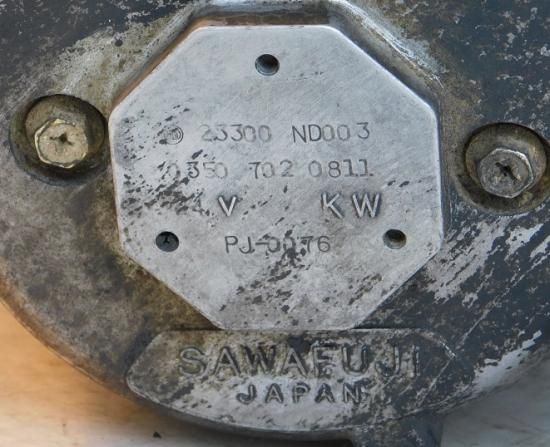 23300 ND003
0350 702 0811
V KW
PJ-0076
SAWAFUJI
JAPAN